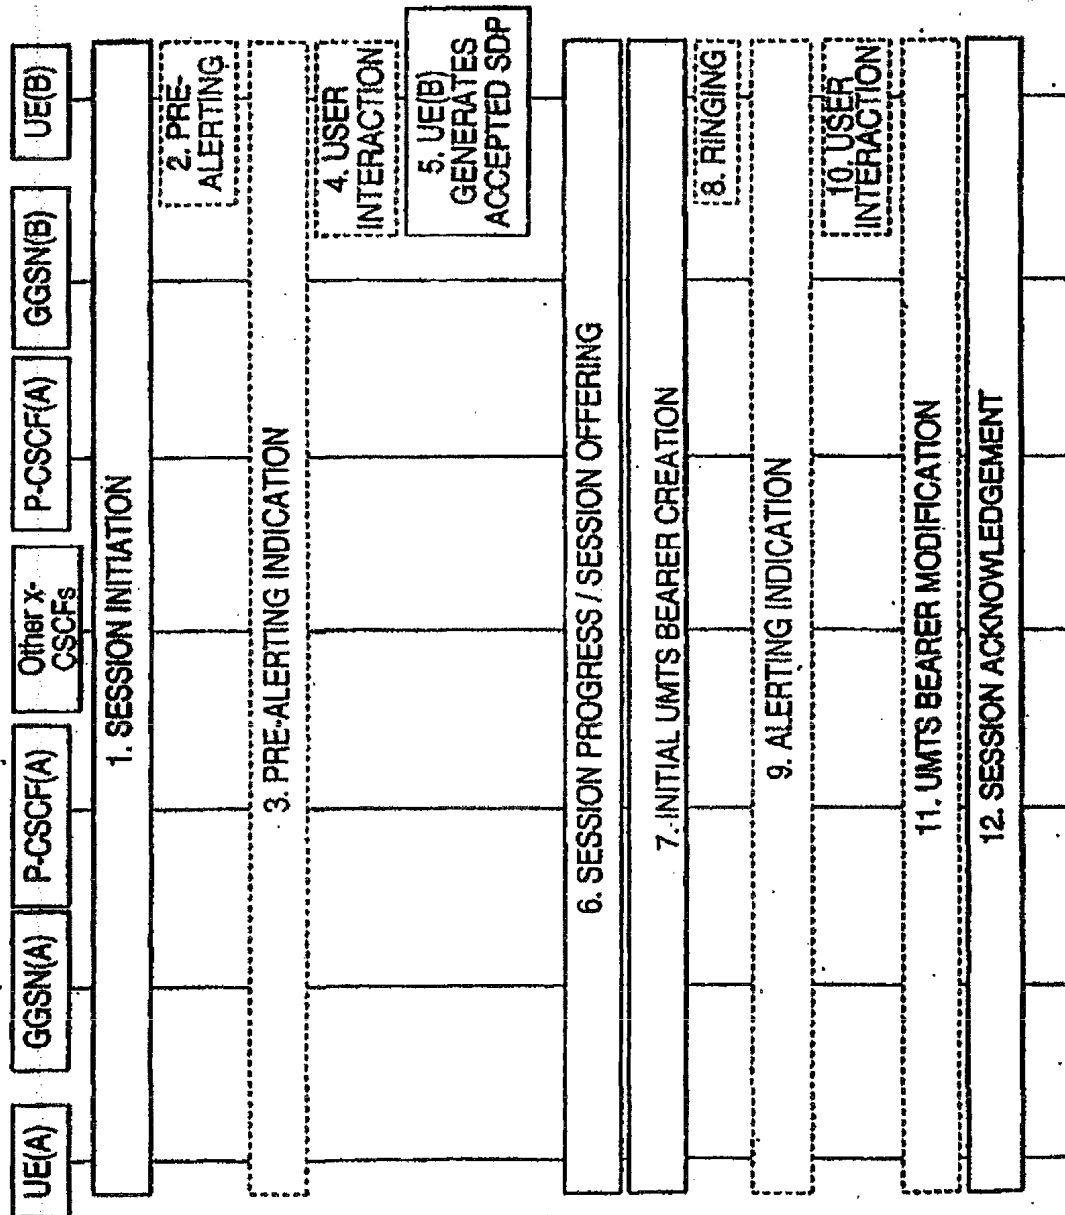 UE(A)
GGSN(A)
P-CSCF(A)
Other x-
CSCFs
P-CSCF(A)
GGSN(B)
UE(B)
1. SESSION INITIATION
2. PRE-
ALERTING
3. PRE-ALERTING INDICATION
4. USER
INTERACTION
5. UE(B)
GENERATES
ACCEPTED SDP
6. SESSION PROGRESS / SESSION OFFERING
7. INITIAL UMTS BEARER CREATION
8. RINGING
9. ALERTING INDICATION
10. USER
INTERACTION
11. UMTS BEARER MODIFICATION
12. SESSION ACKNOWLEDGEMENT